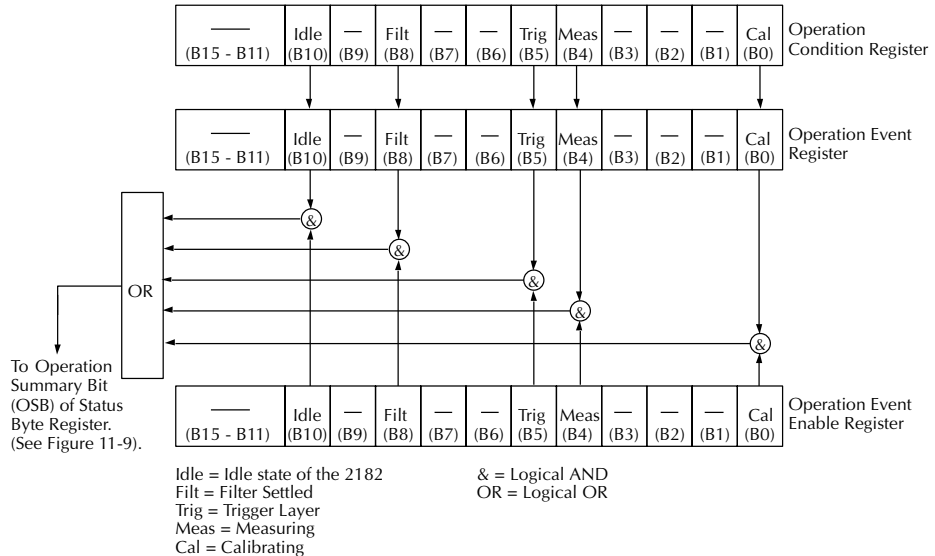 Idle — Filt — — Trig Meas — — — Cal
(B15 - B11) (B10) (B9) (B8) (B7) (B6) (B5) (B4) (B3) (B2) (B1) (B0)
Operation
Condition Register
Idle — Filt — — Trig Meas — — — Cal
(B15 - B11) (B10) (B9) (B8) (B7) (B6) (B5) (B4) (B3) (B2) (B1) (B0)
Operation Event
Register
&
&
&
&
&
OR
To Operation
Summary Bit
(OSB) of Status
Byte Register.
(See Figure 11-9).
Idle — Filt — — Trig Meas — — — Cal
(B15 - B11) (B10) (B9) (B8) (B7) (B6) (B5) (B4) (B3) (B2) (B1) (B0)
Operation Event
Enable Register
Idle = Idle state of the 2182
Filt = Filter Settled
Trig = Trigger Layer
Meas = Measuring
Cal = Calibrating
& = Logical AND
OR = Logical OR